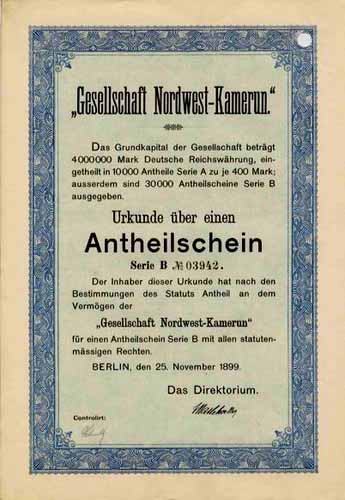 „Gesellschaft Nordwest-Kamerun.“
Das Grundkapital der Gesellschaft beträgt
4000000 Mark Deutsche Reichswährung, ein-
getheilt in 10000 Antheile Serie A zu je 400 Mark;
ausserdem sind 30000 Antheilscheine Serie B
ausgegeben.
Urkunde über einen
Antheilschein
Serie B № 03942.
Der Inhaber dieser Urkunde hat nach den
Bestimmungen des Statuts Antheil an dem
Vermögen der
„Gesellschaft Nordwest-Kamerun“
für einen Antheilschein Serie B mit allen statuten-
mässigen Rechten.
BERLIN, den 25. November 1899.
Das Direktorium.
Controlirt: